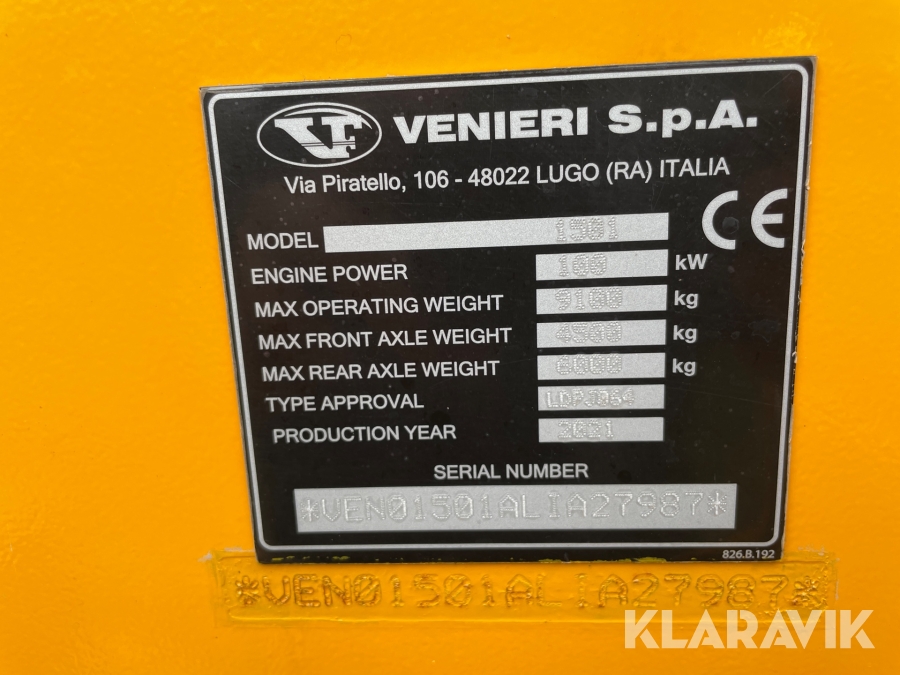 VF VENIERI S.p.A.
Via Piratello, 106 - 48022 LUGO (RA) ITALIA
CE
MODEL 1501
ENGINE POWER 100 kW
MAX OPERATING WEIGHT 9100 kg
MAX FRONT AXLE WEIGHT 4500 kg
MAX REAR AXLE WEIGHT 6000 kg
TYPE APPROVAL
PRODUCTION YEAR 2021
SERIAL NUMBER
*VEN01501ALIA27987*
826.B.192
*VEN01501ALIA27987*
KLARAVIK